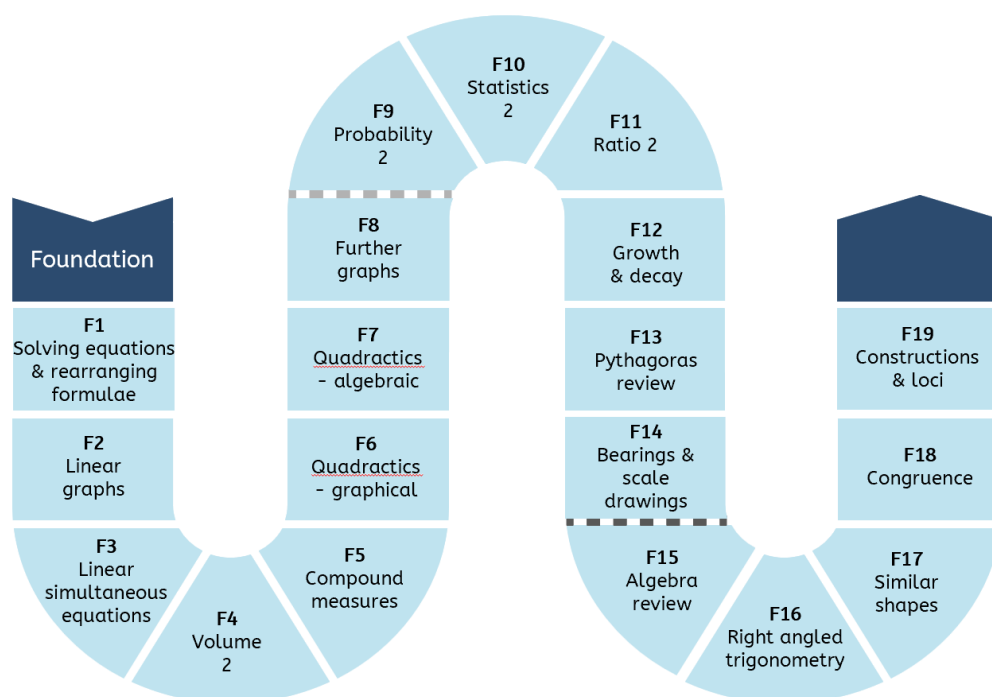 Foundation
F1
Solving equations
& rearranging
formulae
F2
Linear
graphs
F3
Linear
simultaneous
equations
F4
Volume
2
F5
Compound
measures
F6
Quadractics
- graphical
F7
Quadractics
- algebraic
F8
Further
graphs
F9
Probability
2
F10
Statistics
2
F11
Ratio 2
F12
Growth
& decay
F13
Pythagoras
review
F14
Bearings &
scale
drawings
F15
Algebra
review
F16
Right angled
trigonometry
F17
Similar
shapes
F18
Congruence
F19
Constructions
& loci